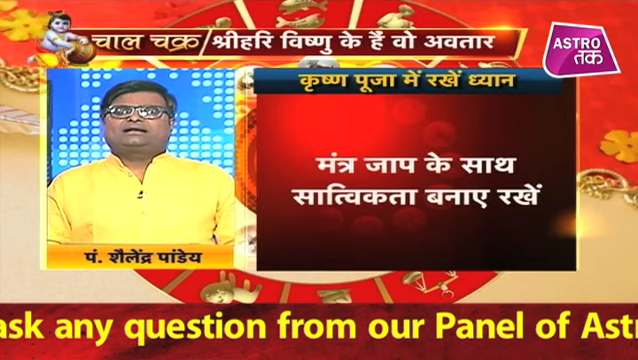 चाल चक्र / श्रीहरि विष्णु के हैं वो अवतार
ASTRO
तक
कृष्ण पूजा में रखें ध्यान
मंत्र जाप के साथ
सात्विकता बनाए रखें
पं. शैलेंद्र पांडेय
ask any question from our Panel of Astr